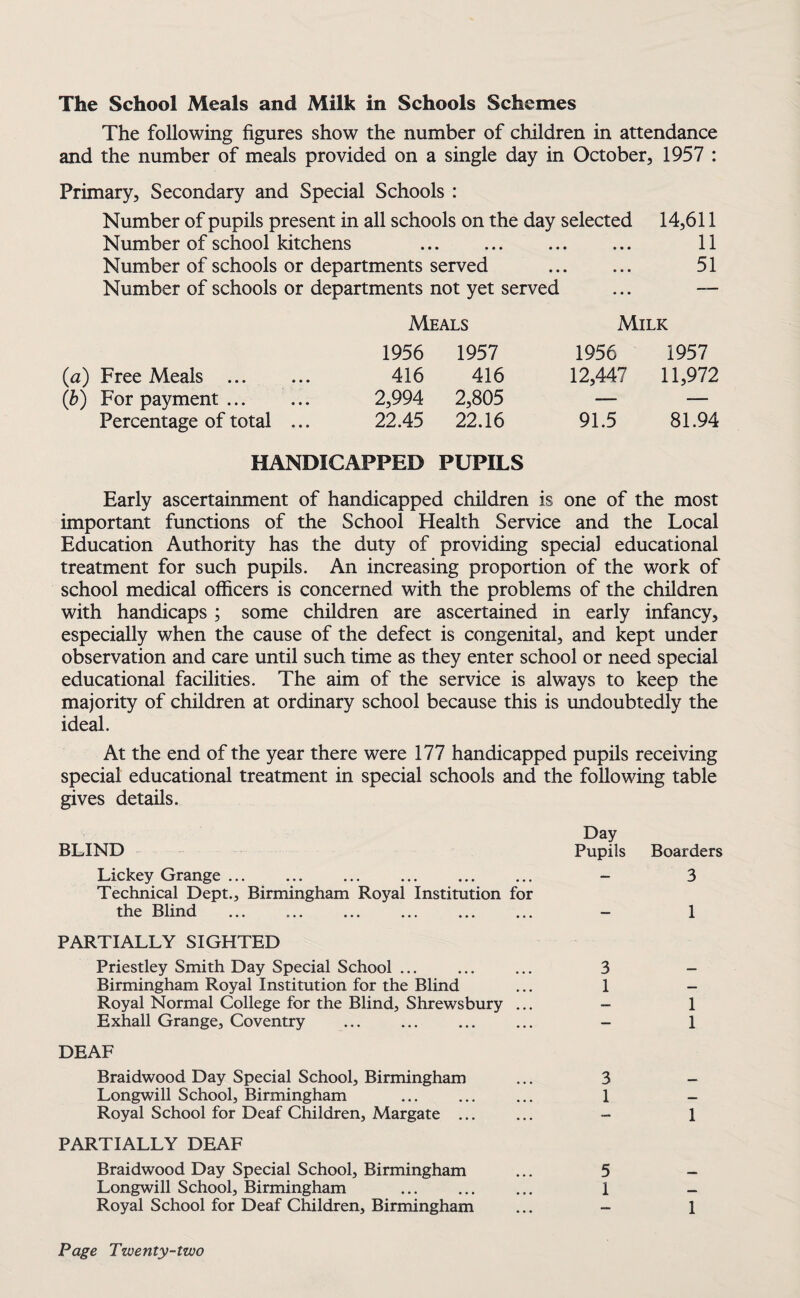 The School Meals and Milk in Schools Schemes
The following figures show the number of children in attendance
and the number of meals provided on a single day in October, 1957 :
Primary, Secondary and Special Schools :
Number of pupils present in all schools on the day selected 14,611
Number of school kitchens ... ... ... ... 11
Number of schools or departments served ... ... 51
Number of schools or departments not yet served ... —
MEALS MILK
1956 1957 1956 1957
(a) Free Meals ... ... 416 416 12,447 11,972
(b) For payment ... ... 2,994 2,805 — —
Percentage of total ... 22.45 22.16 91.5 81.94
HANDICAPPED PUPILS
Early ascertainment of handicapped children is one of the most
important functions of the School Health Service and the Local
Education Authority has the duty of providing special educational
treatment for such pupils. An increasing proportion of the work of
school medical officers is concerned with the problems of the children
with handicaps ; some children are ascertained in early infancy,
especially when the cause of the defect is congenital, and kept under
observation and care until such time as they enter school or need special
educational facilities. The aim of the service is always to keep the
majority of children at ordinary school because this is undoubtedly the
ideal.
At the end of the year there were 177 handicapped pupils receiving
special educational treatment in special schools and the following table
gives details.
Day
BLIND Pupils Boarders
Lickey Grange ... ... ... ... ... ... – 3
Technical Dept., Birmingham Royal Institution for
the Blind ... ... ... ... ... ... – 1
PARTIALLY SIGHTED
Priestley Smith Day Special School ... ... ... 3 –
Birmingham Royal Institution for the Blind ... 1 –
Royal Normal College for the Blind, Shrewsbury ... – 1
Exhall Grange, Coventry ... ... ... ... – 1
DEAF
Braidwood Day Special School, Birmingham ... 3 –
Longwill School, Birmingham ... ... ... 1 –
Royal School for Deaf Children, Margate ... ... – 1
PARTIALLY DEAF
Braidwood Day Special School, Birmingham ... 5 –
Longwill School, Birmingham ... ... ... 1 –
Royal School for Deaf Children, Birmingham ... – 1
Page Twenty-two